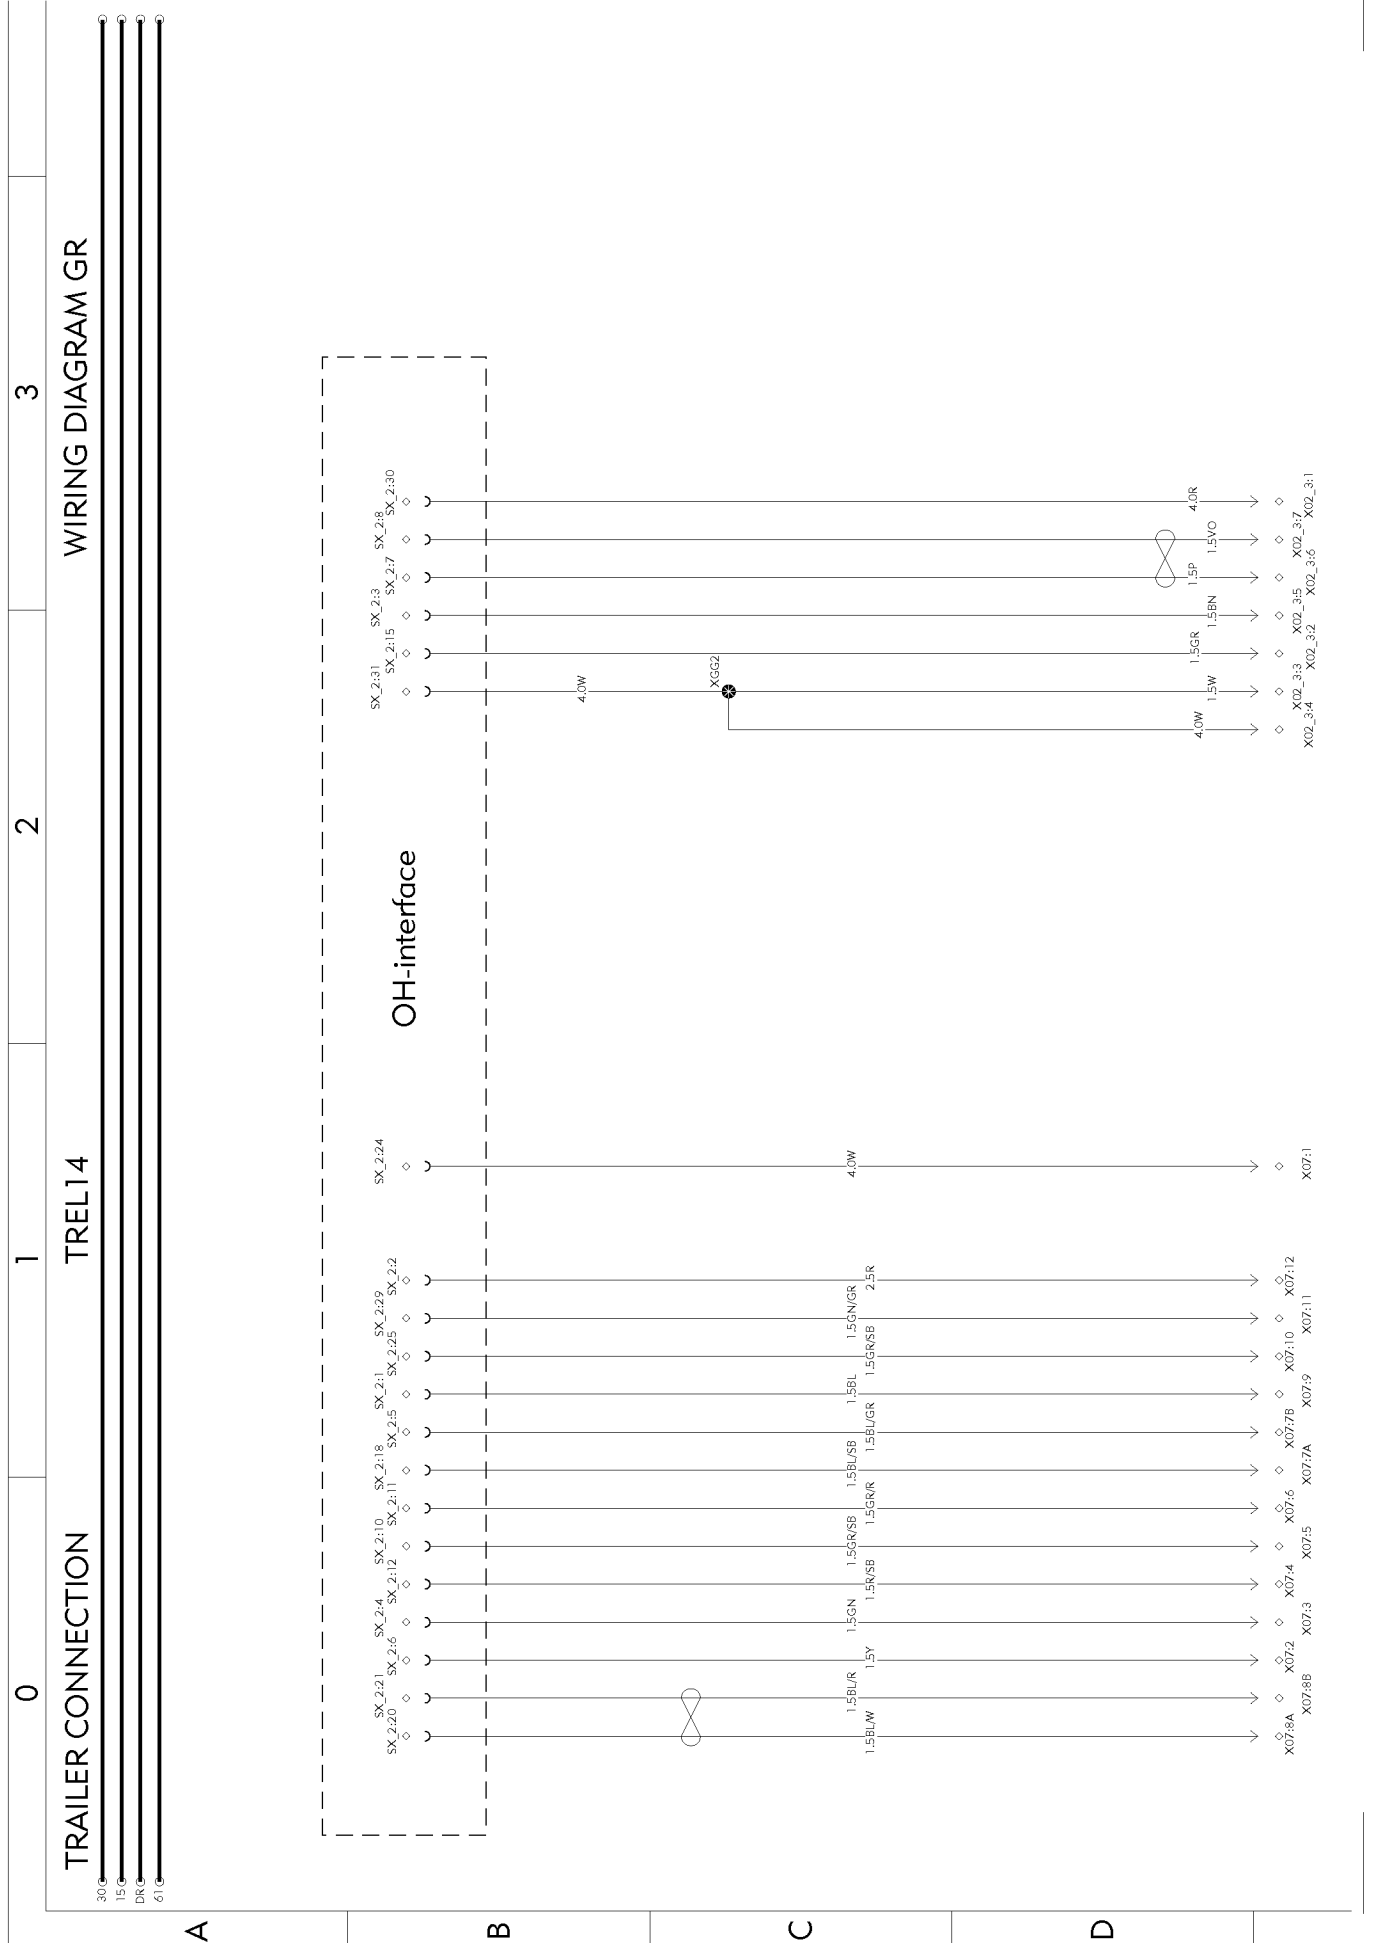 0
1
2
3
TRAILER CONNECTION
TREL14
WIRING DIAGRAM GR
30
15
DR
61
A
B
C
D
OH-interface
SX_2:20
SX_2:21
SX_2:6
SX_2:4
SX_2:12
SX_2:10
SX_2:11
SX_2:18
SX_2:5
SX_2:1
SX_2:25
SX_2:29
SX_2:2
SX_2:24
SX_2:31
SX_2:15
SX_2:3
SX_2:7
SX_2:8
SX_2:30
4.0W
XGG2
1.5BL/W
1.5BL/R
1.5Y
1.5GN
1.5R/SB
1.5GR/SB
1.5GR/R
1.5BL/SB
1.5BL/GR
1.5BL
1.5GR/SB
1.5GN/GR
2.5R
4.0W
4.0W
1.5W
1.5GR
1.5BN
1.5P
1.5VO
4.0R
X07:8A
X07:8B
X07:2
X07:3
X07:4
X07:5
X07:6
X07:7A
X07:7B
X07:9
X07:10
X07:11
X07:12
X07:1
X02_3:4
X02_3:3
X02_3:2
X02_3:5
X02_3:6
X02_3:7
X02_3:1